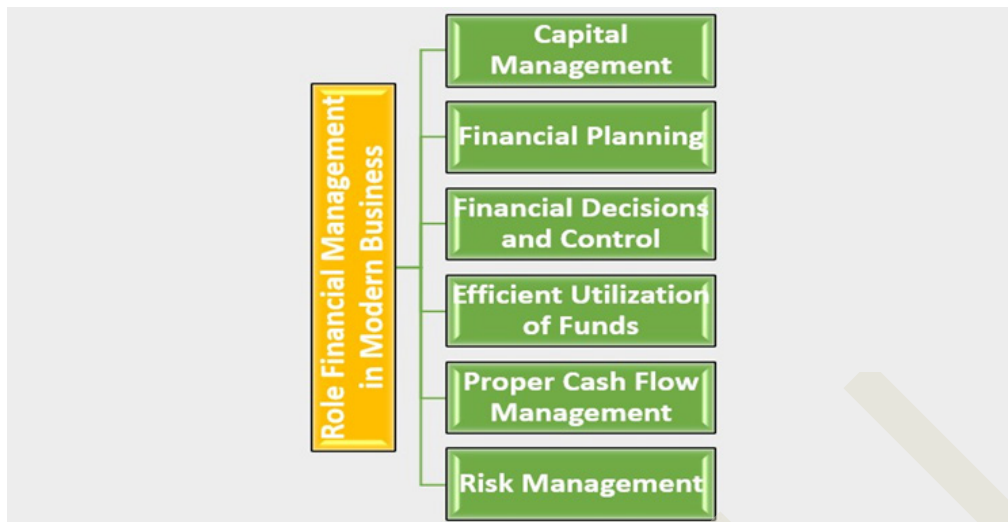 Role Financial Management
in Modern Business
Capital
Management
Financial Planning
Financial Decisions
and Control
Efficient Utilization
of Funds
Proper Cash Flow
Management
Risk Management